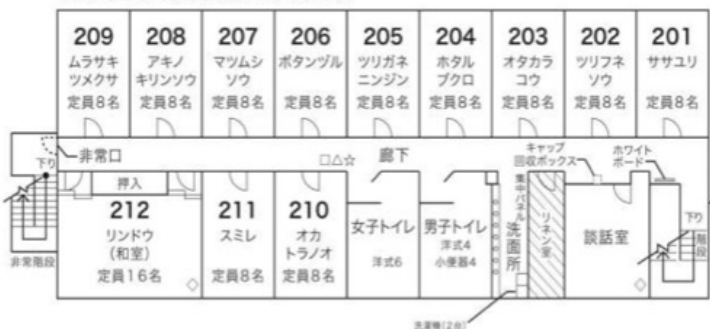 209
ムラサキ
ツメクサ
定員8名
208
アキノ
キリンソウ
定員8名
207
マツムシ
ソウ
定員8名
206
ボタンヅル
定員8名
205
ツリガネ
ニンジン
定員8名
204
ホタル
ブクロ
定員8名
203
オタカラ
コウ
定員8名
202
ツリフネ
ソウ
定員8名
201
ササユリ
定員8名
下り
非常口
□△☆
廊下
キャップ
回収ボックス
ホワイト
ボード
押入
212
リンドウ
(和室)
定員16名
211
スミレ
定員8名
210
オカ
トラノオ
定員8名
女子トイレ
洋式6
男子トイレ
洋式4
小便器4
集中パネル
洗面所
リネン室
談話室
下り
階段
非常階段
洗濯機(2台)